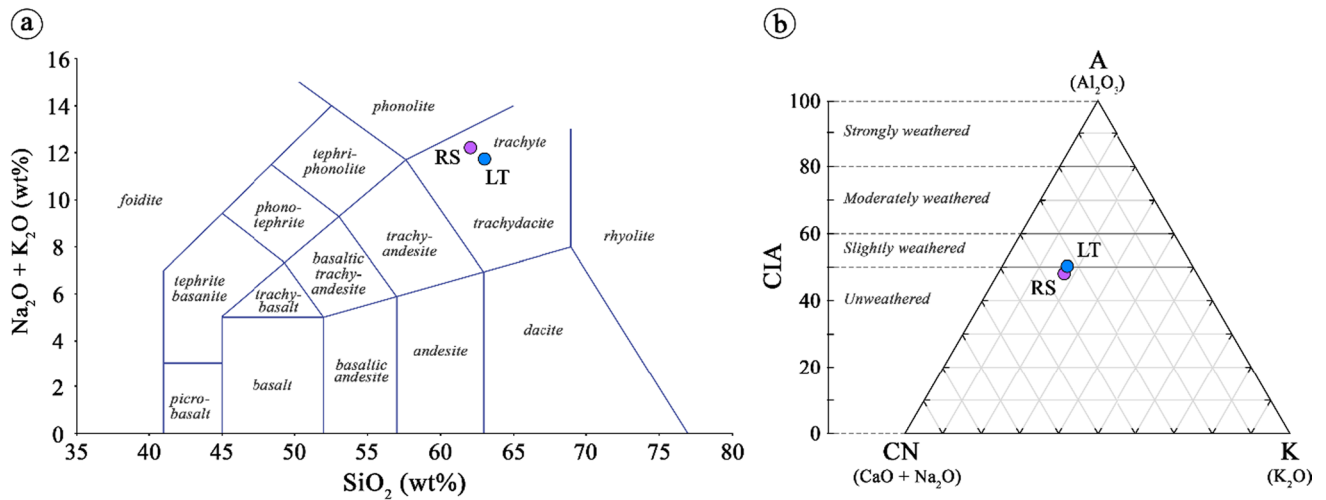 a
16
14
12
10
8
6
4
2
0
Na₂O + K₂O (wt%)
35
40
45
50
55
60
65
70
75
80
SiO₂ (wt%)
phonolite
tephri-
phonolite
trachyte
RS
LT
foidite
phono-
tephrite
trachy-
andesite
trachydacite
rhyolite
basaltic
trachy-
andesite
tephrite
basanite
trachy-
basalt
dacite
andesite
basaltic
andesite
basalt
picro-
basalt
b
A
(Al₂O₃)
100
80
60
40
20
0
CIA
Strongly weathered
Moderately weathered
Slightly weathered
Unweathered
LT
RS
CN
(CaO + Na₂O)
K
(K₂O)